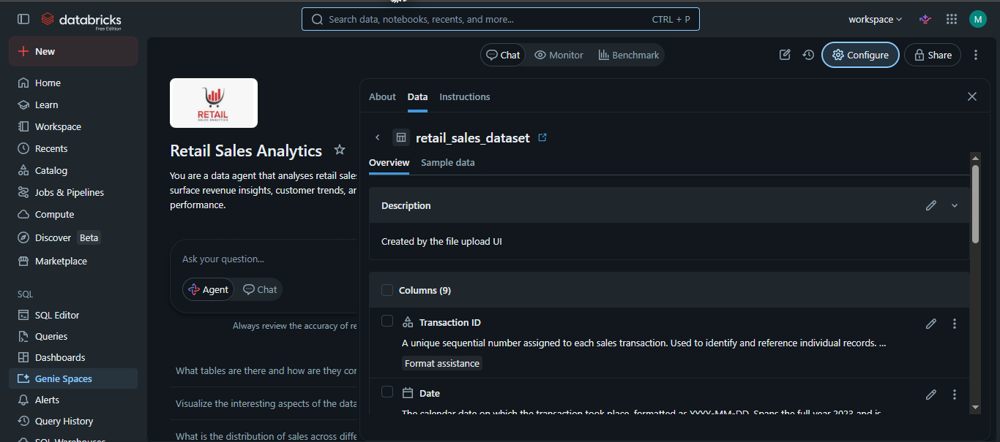 databricks
Free Edition
Search data, notebooks, recents, and more...
CTRL + P
workspace
M
New
Home
Learn
Workspace
Recents
Catalog
Jobs & Pipelines
Compute
Discover Beta
Marketplace
SQL
SQL Editor
Queries
Dashboards
Genie Spaces
Alerts
Query History
SQL Warehouses
Chat
Monitor
Benchmark
Configure
Share
RETAIL
SALES ANALYTICS
Retail Sales Analytics
You are a data agent that analyses retail sale
surface revenue insights, customer trends, ar
performance.
Ask your question...
Agent
Chat
Always review the accuracy of re
What tables are there and how are they cor
Visualize the interesting aspects of the data
What is the distribution of sales across diffe
About
Data
Instructions
retail_sales_dataset
Overview
Sample data
Description
Created by the file upload UI
Columns (9)
Transaction ID
A unique sequential number assigned to each sales transaction. Used to identify and reference individual records. ...
Format assistance
Date
The calendar date on which the transaction took place, formatted as YYYY-MM-DD. Spans the full year 2023 and is